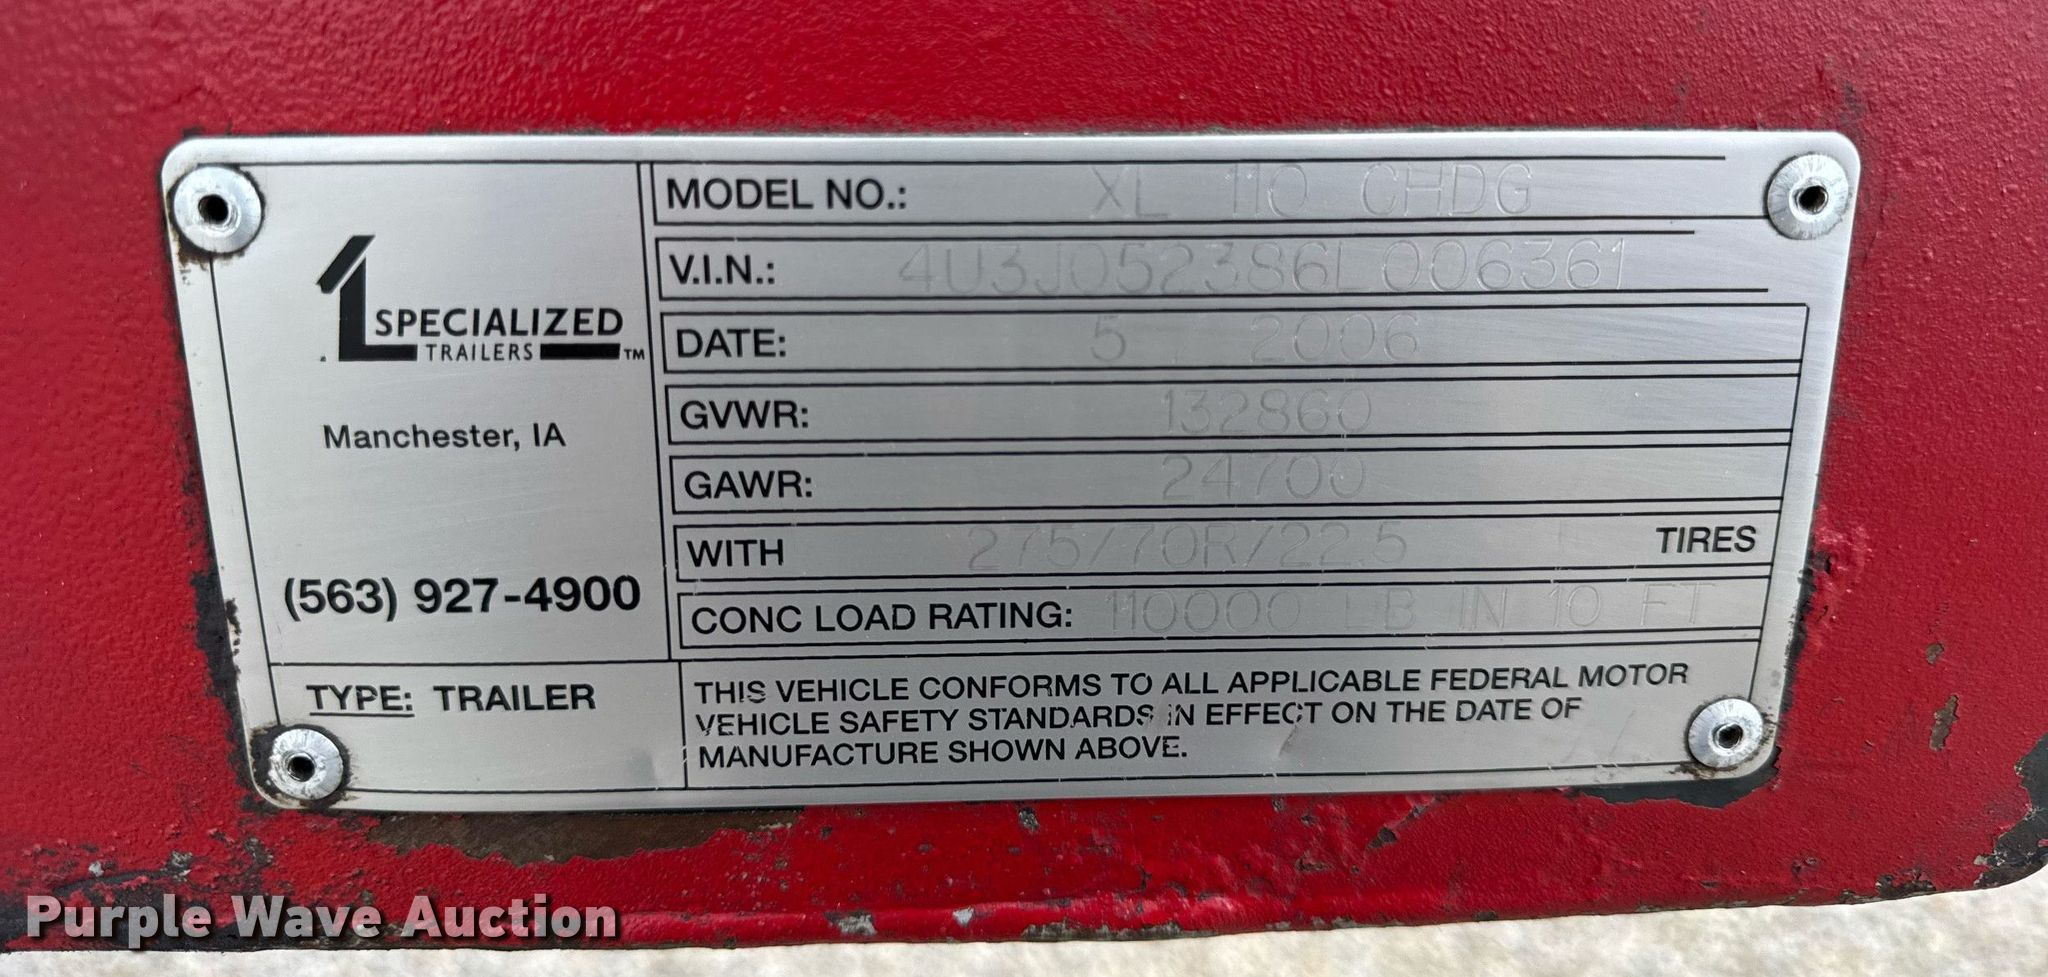 XL SPECIALIZED
TRAILERS TM
Manchester, IA
(563) 927-4900
TYPE: TRAILER
MODEL NO.: XL 110 CHDG
V.I.N.: 4U3J052386L006361
DATE: 5 / 2006
GVWR: 132860
GAWR: 24700
WITH 275/70R/22.5 TIRES
CONC LOAD RATING: 110000 LB IN 10 FT
THIS VEHICLE CONFORMS TO ALL APPLICABLE FEDERAL MOTOR
VEHICLE SAFETY STANDARDS IN EFFECT ON THE DATE OF
MANUFACTURE SHOWN ABOVE.
Purple Wave Auction